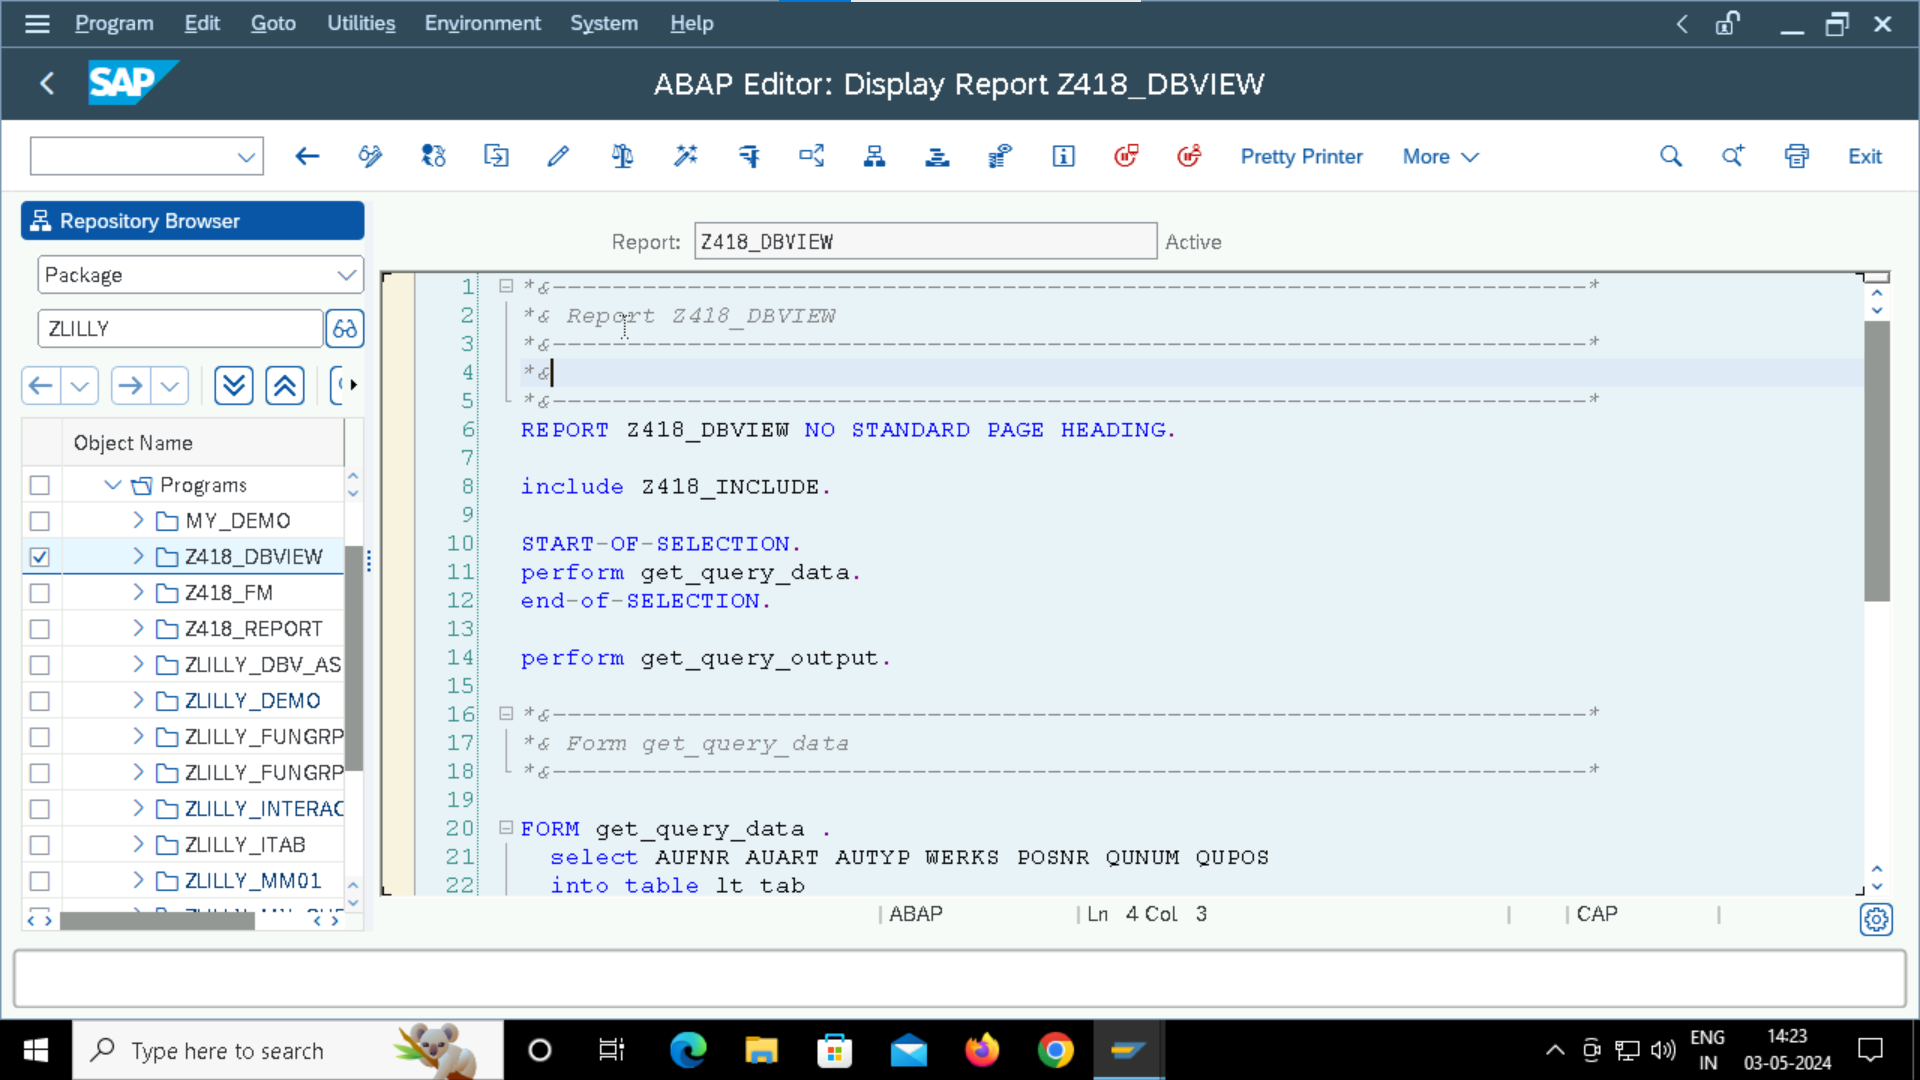 Program Edit Goto Utilities Environment System Help
SAP
ABAP Editor: Display Report Z418_DBVIEW
Pretty Printer More Exit
Repository Browser
Package
ZLILLY
Object Name
Programs
MY_DEMO
Z418_DBVIEW
Z418_FM
Z418_REPORT
ZLILLY_DBV_AS
ZLILLY_DEMO
ZLILLY_FUNGRP
ZLILLY_FUNGRP
ZLILLY_INTERAC
ZLILLY_ITAB
ZLILLY_MM01
Report: Z418_DBVIEW Active
1 *&---------------------------------------------------------------------*
2 *& Report Z418_DBVIEW
3 *&---------------------------------------------------------------------*
4 *&
5 *&---------------------------------------------------------------------*
6 REPORT Z418_DBVIEW NO STANDARD PAGE HEADING.
7
8 include Z418_INCLUDE.
9
10 START-OF-SELECTION.
11 perform get_query_data.
12 end-of-SELECTION.
13
14 perform get_query_output.
15
16 *&---------------------------------------------------------------------*
17 *& Form get_query_data
18 *&---------------------------------------------------------------------*
19
20 FORM get_query_data .
21 select AUFNR AUART AUTYP WERKS POSNR QUNUM QUPOS
22 into table lt_tab
ABAP Ln 4 Col 3 CAP
Type here to search
ENG
IN
14:23
03-05-2024